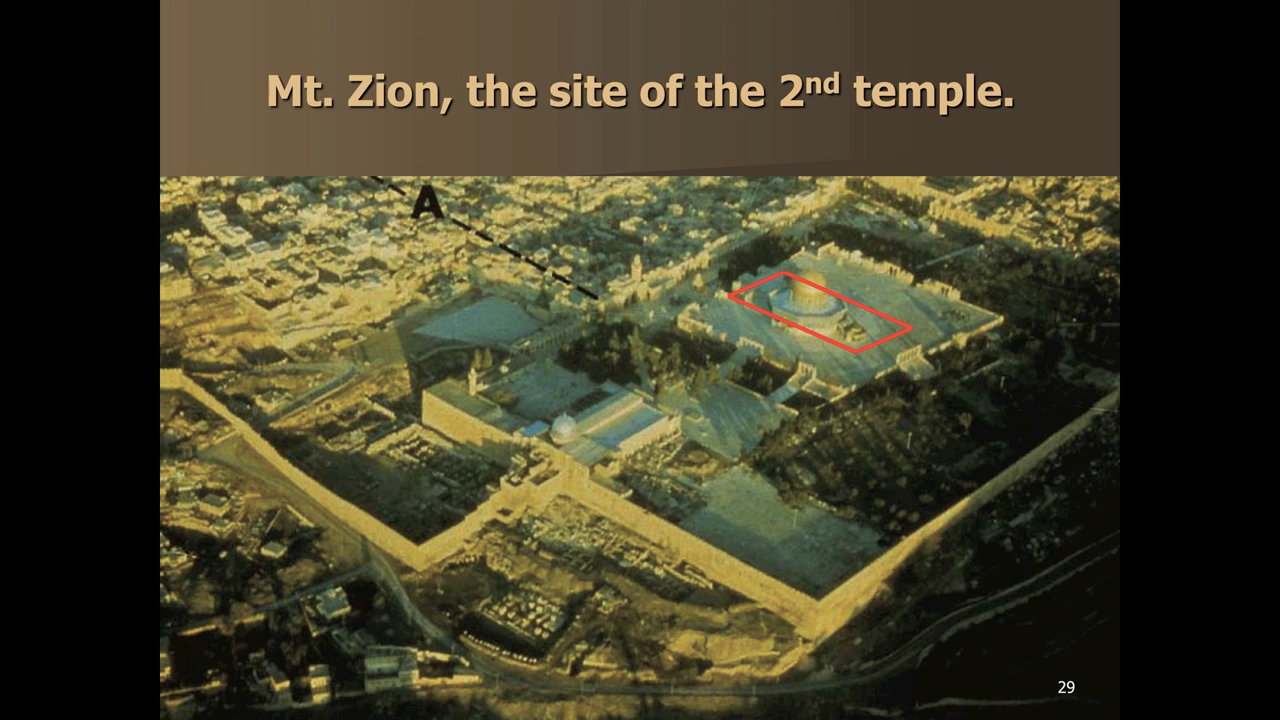 Mt. Zion, the site of the 2nd temple.
A
29